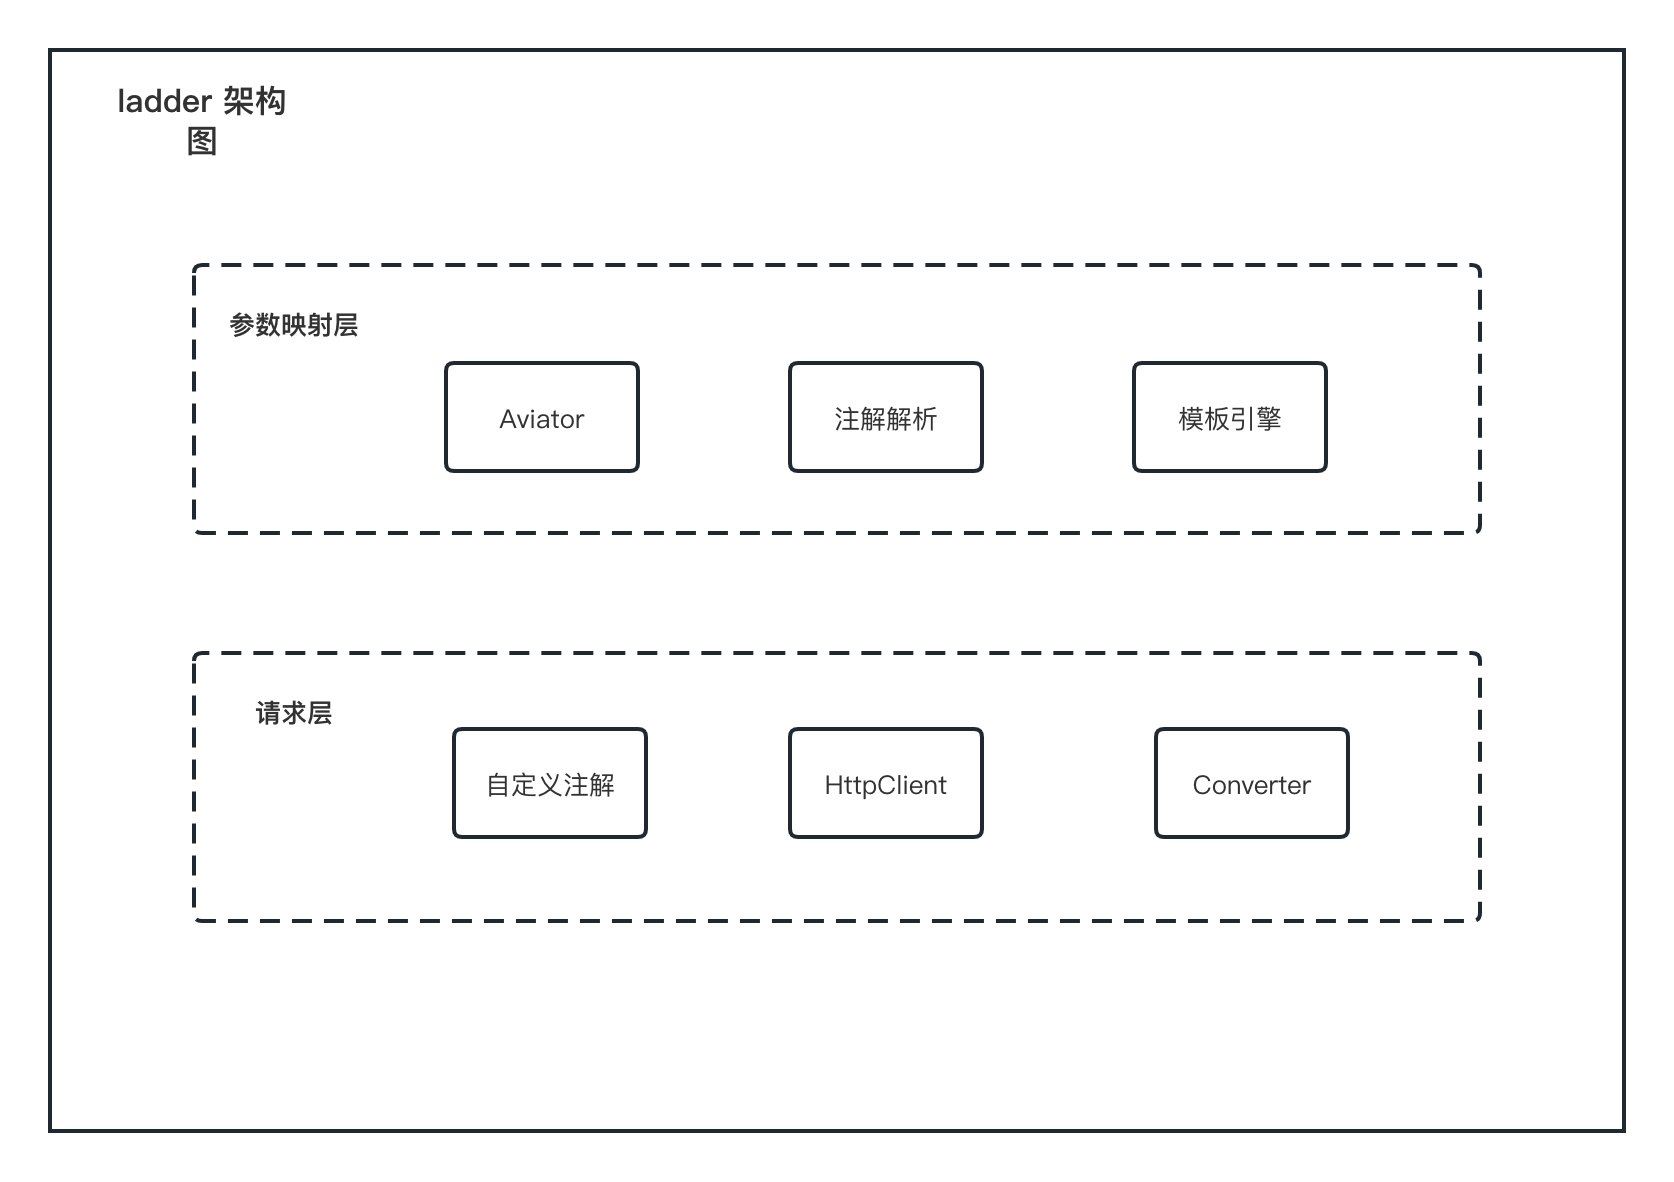 ladder 架构
图
参数映射层
Aviator
注解解析
模板引擎
请求层
自定义注解
HttpClient
Converter